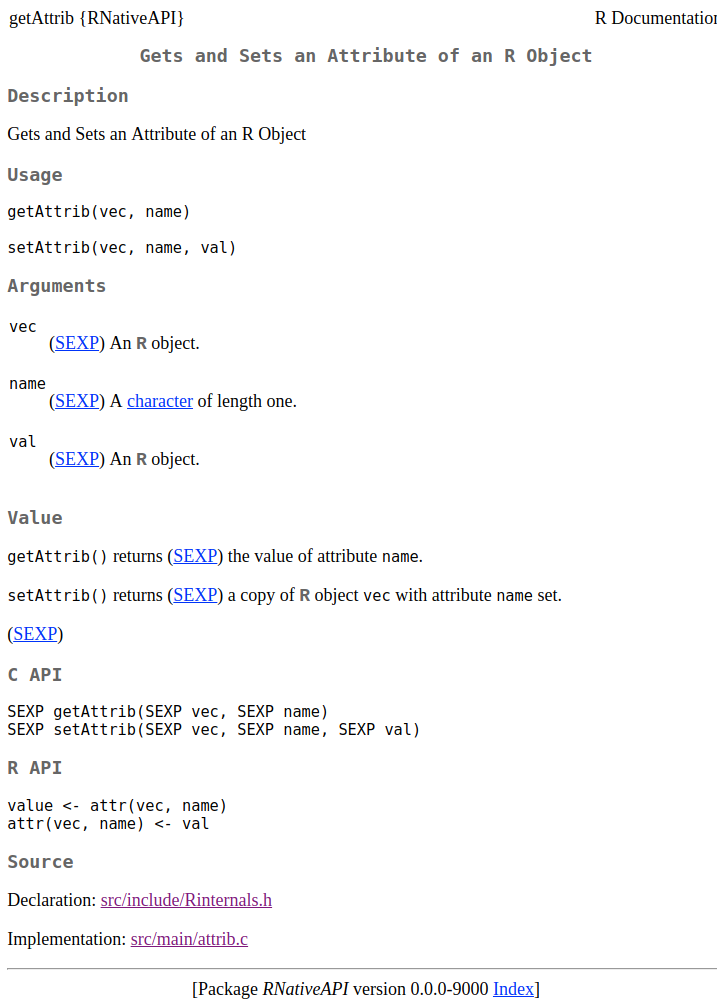 getAttrib {RNativeAPI} R Documentation
Gets and Sets an Attribute of an R Object
Description
Gets and Sets an Attribute of an R Object
Usage
getAttrib(vec, name)
setAttrib(vec, name, val)
Arguments
vec
(SEXP) An R object.
name
(SEXP) A character of length one.
val
(SEXP) An R object.
Value
getAttrib() returns (SEXP) the value of attribute name.
setAttrib() returns (SEXP) a copy of R object vec with attribute name set.
(SEXP)
C API
SEXP getAttrib(SEXP vec, SEXP name)
SEXP setAttrib(SEXP vec, SEXP name, SEXP val)
R API
value <- attr(vec, name)
attr(vec, name) <- val
Source
Declaration: src/include/Rinternals.h
Implementation: src/main/attrib.c
[Package RNativeAPI version 0.0.0-9000 Index]